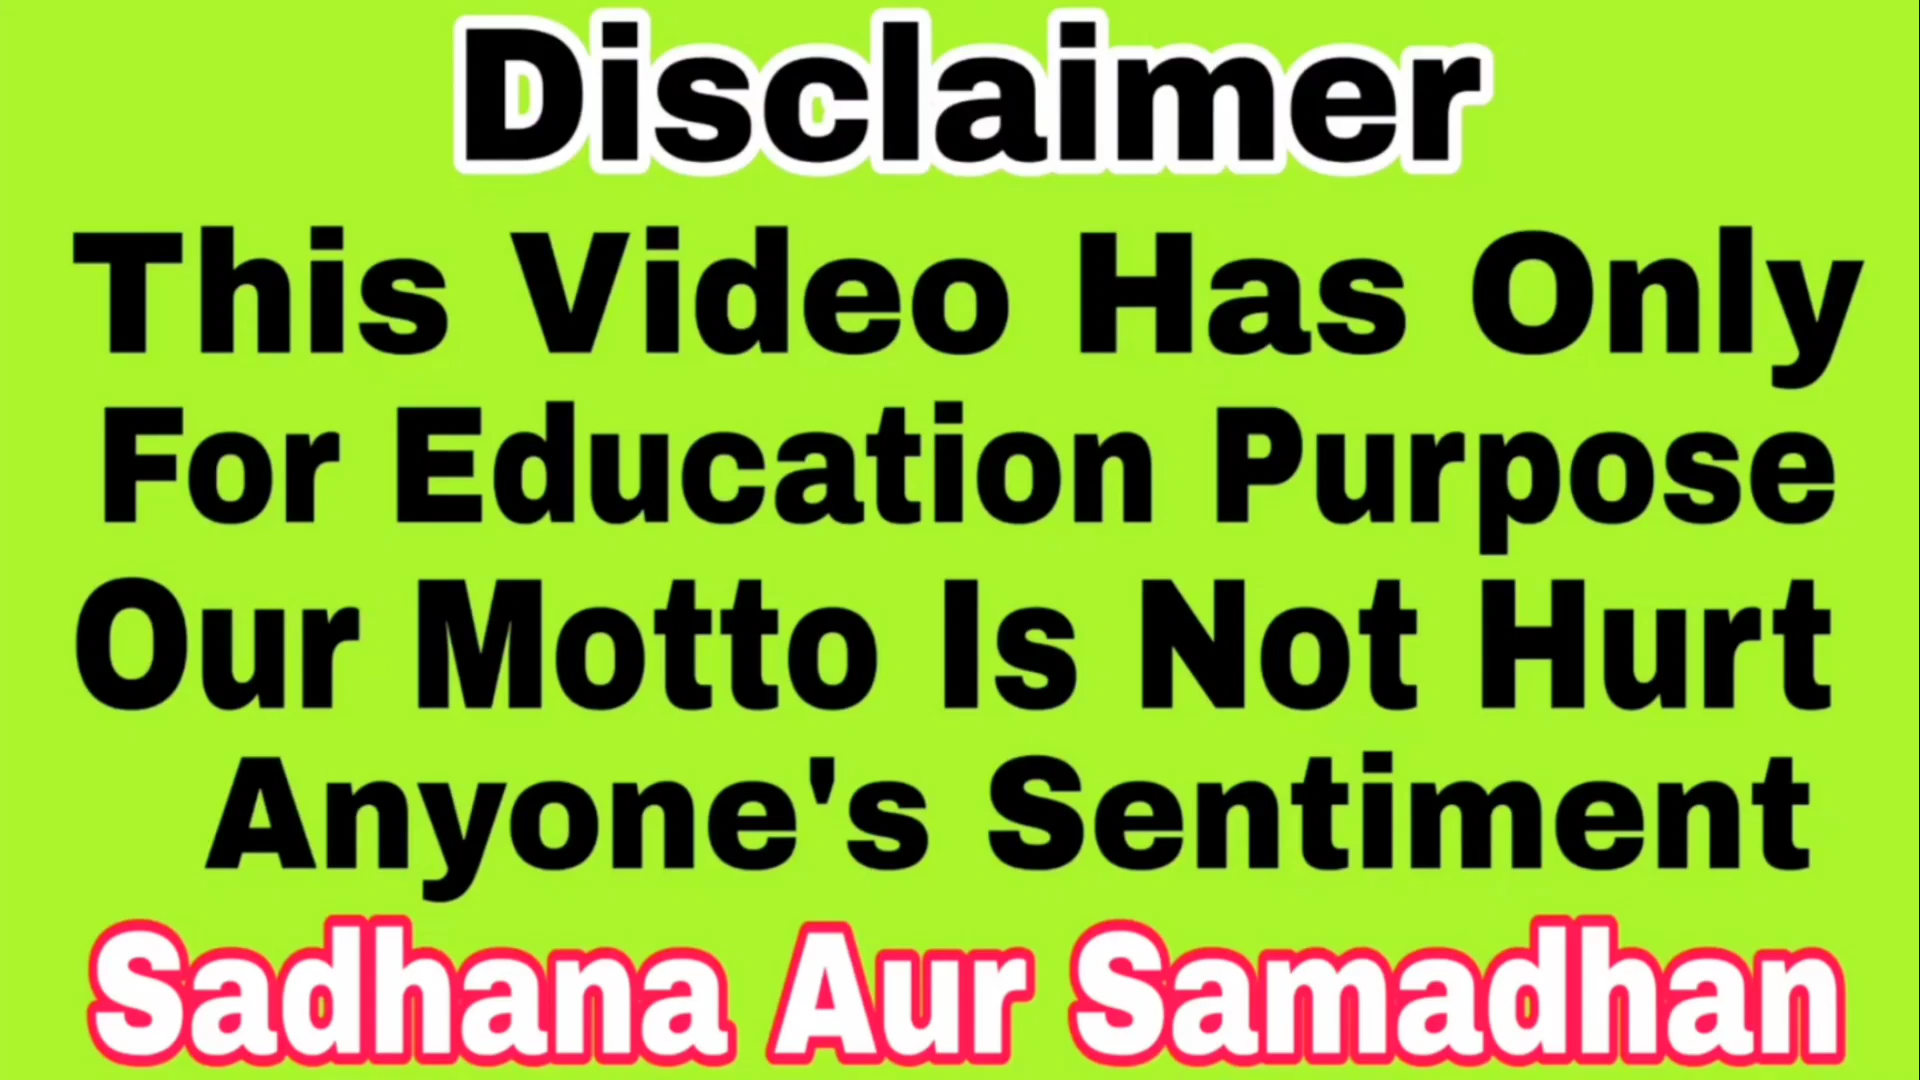 Disclaimer
This Video Has Only
For Education Purpose
Our Motto Is Not Hurt
Anyone's Sentiment
Sadhana Aur Samadhan